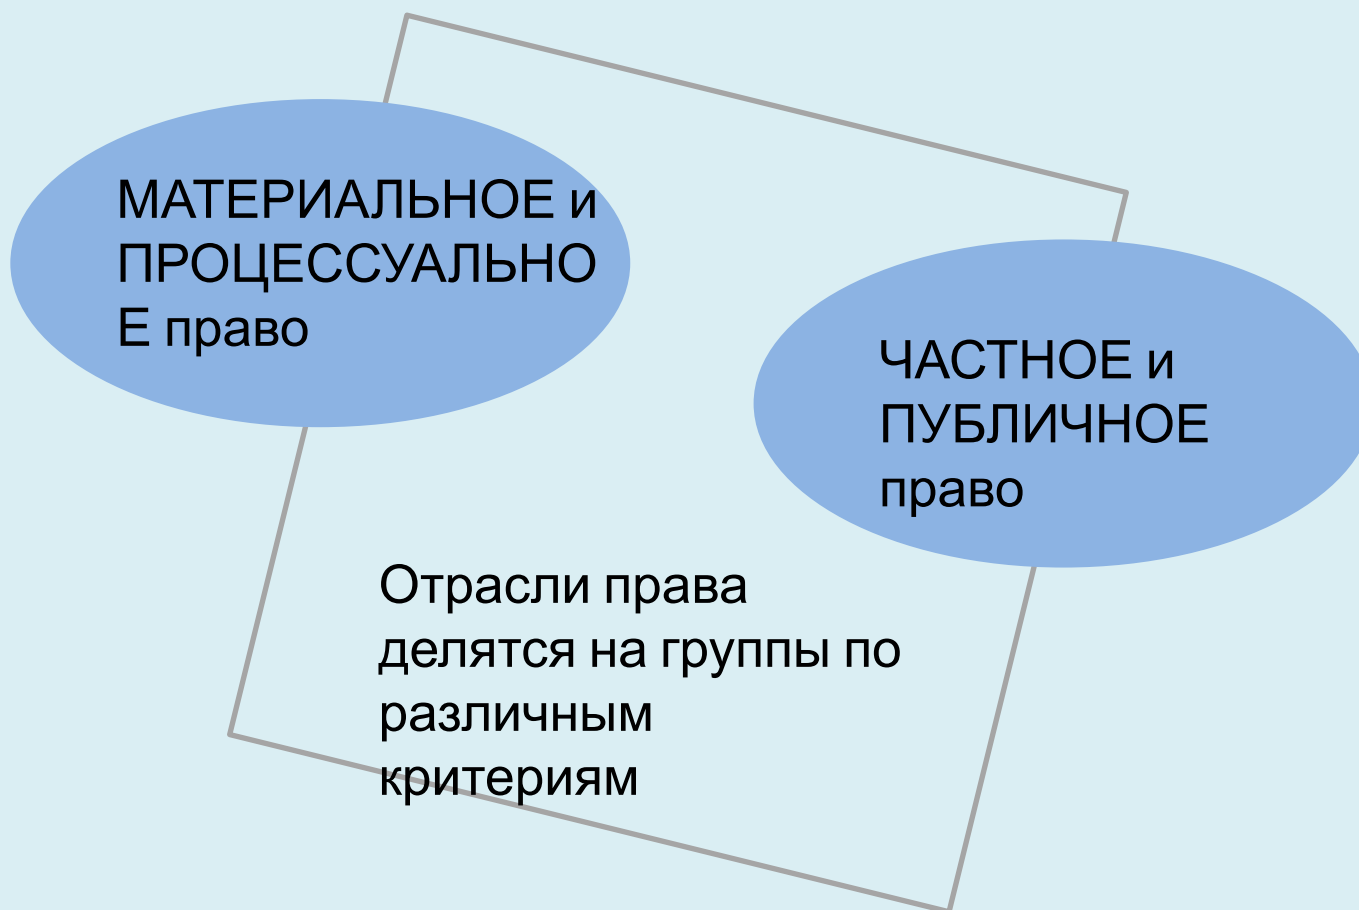 МАТЕРИАЛЬНОЕ и
ПРОЦЕССУАЛЬНО
Е право
ЧАСТНОЕ и
ПУБЛИЧНОЕ
право
Отрасли права
делятся на группы по
различным
критериям